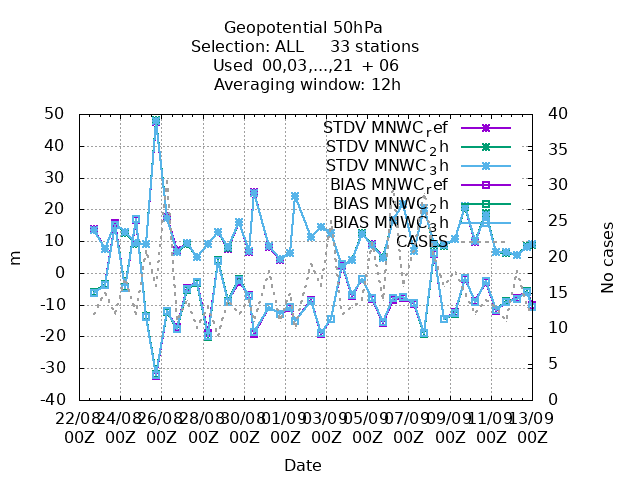 Geopotential 50hPa
Selection: ALL 33 stations
Used 00,03,...,21 + 06
Averaging window: 12h
50
40
30
20
10
0
-10
-20
-30
-40
m
40
35
30
25
20
15
10
5
0
No cases
STDV MNWC_ref
STDV MNWC_2h
STDV MNWC_3h
BIAS MNWC_ref
BIAS MNWC_2h
BIAS MNWC_3h
CASES
22/08 24/08 26/08 28/08 30/08 01/09 03/09 05/09 07/09 09/09 11/09 13/09
00Z 00Z 00Z 00Z 00Z 00Z 00Z 00Z 00Z 00Z 00Z 00Z
Date